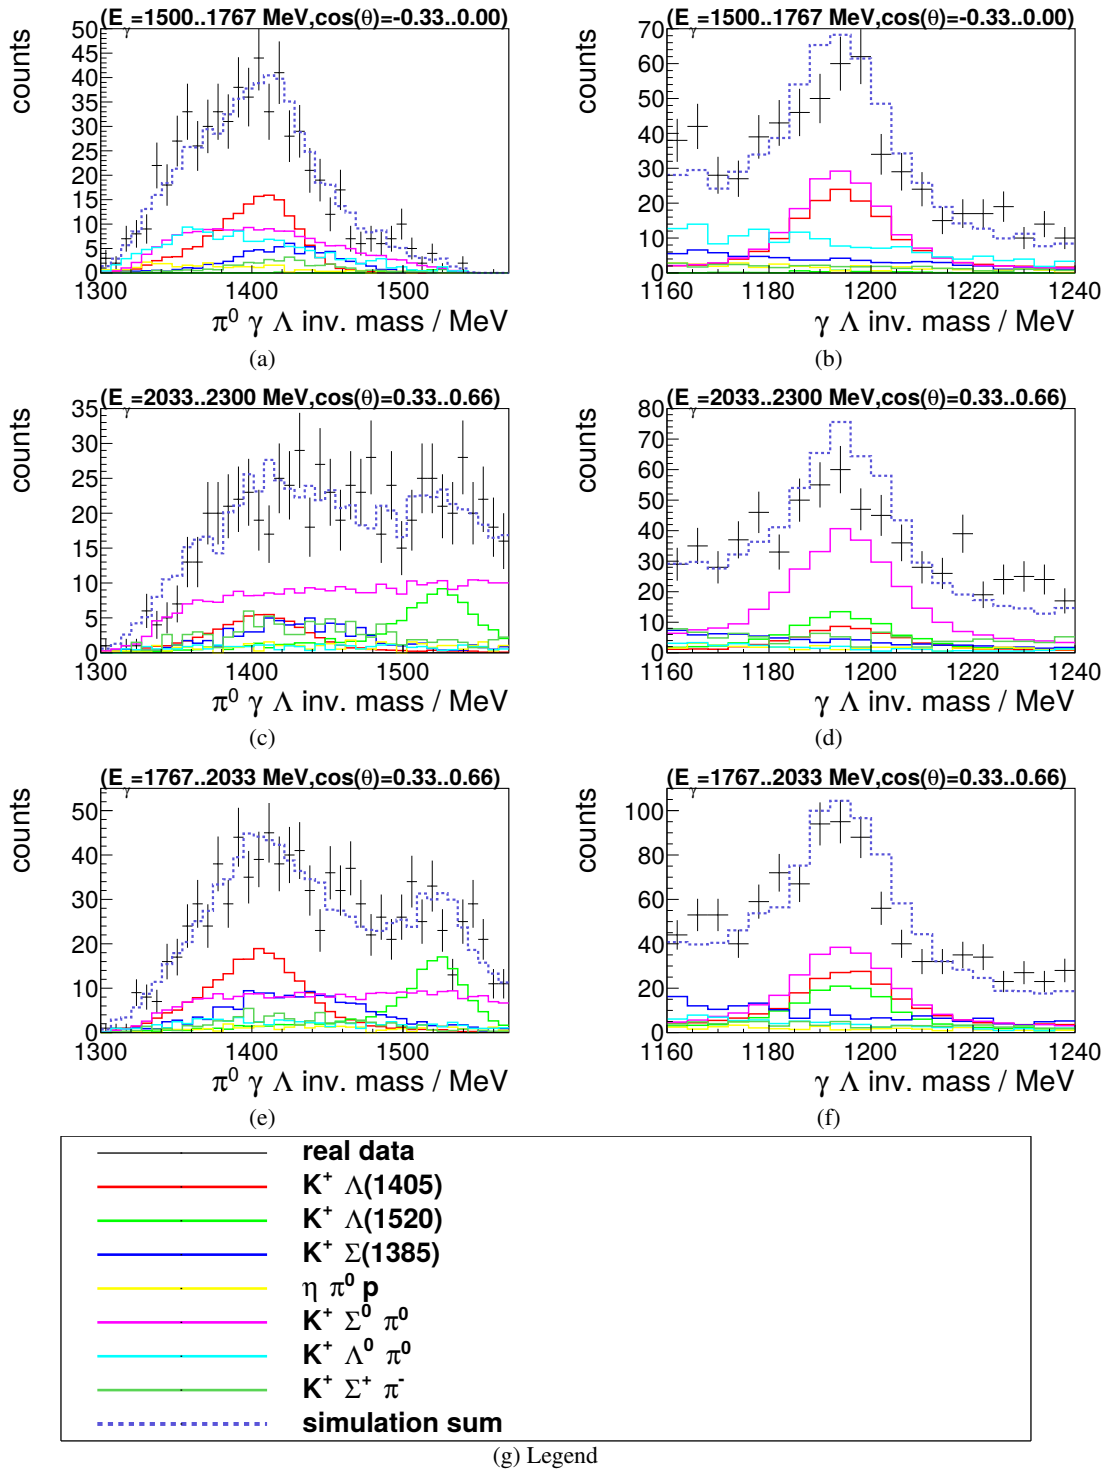 (E_γ=1500..1767 MeV,cos(θ)=-0.33..0.00)
counts
50
45
40
35
30
25
20
15
10
5
0
1300 1400 1500
π⁰ γ Λ inv. mass / MeV
(a)
(E_γ=1500..1767 MeV,cos(θ)=-0.33..0.00)
counts
70
60
50
40
30
20
10
0
1160 1180 1200 1220 1240
γ Λ inv. mass / MeV
(b)
(E_γ=2033..2300 MeV,cos(θ)=0.33..0.66)
counts
35
30
25
20
15
10
5
0
1300 1400 1500
π⁰ γ Λ inv. mass / MeV
(c)
(E_γ=2033..2300 MeV,cos(θ)=0.33..0.66)
counts
80
70
60
50
40
30
20
10
0
1160 1180 1200 1220 1240
γ Λ inv. mass / MeV
(d)
(E_γ=1767..2033 MeV,cos(θ)=0.33..0.66)
counts
50
40
30
20
10
0
1300 1400 1500
π⁰ γ Λ inv. mass / MeV
(e)
(E_γ=1767..2033 MeV,cos(θ)=0.33..0.66)
counts
100
80
60
40
20
0
1160 1180 1200 1220 1240
γ Λ inv. mass / MeV
(f)
real data
K⁺ Λ(1405)
K⁺ Λ(1520)
K⁺ Σ(1385)
η π⁰ p
K⁺ Σ⁰ π⁰
K⁺ Λ⁰ π⁰
K⁺ Σ⁺ π⁻
simulation sum
(g) Legend